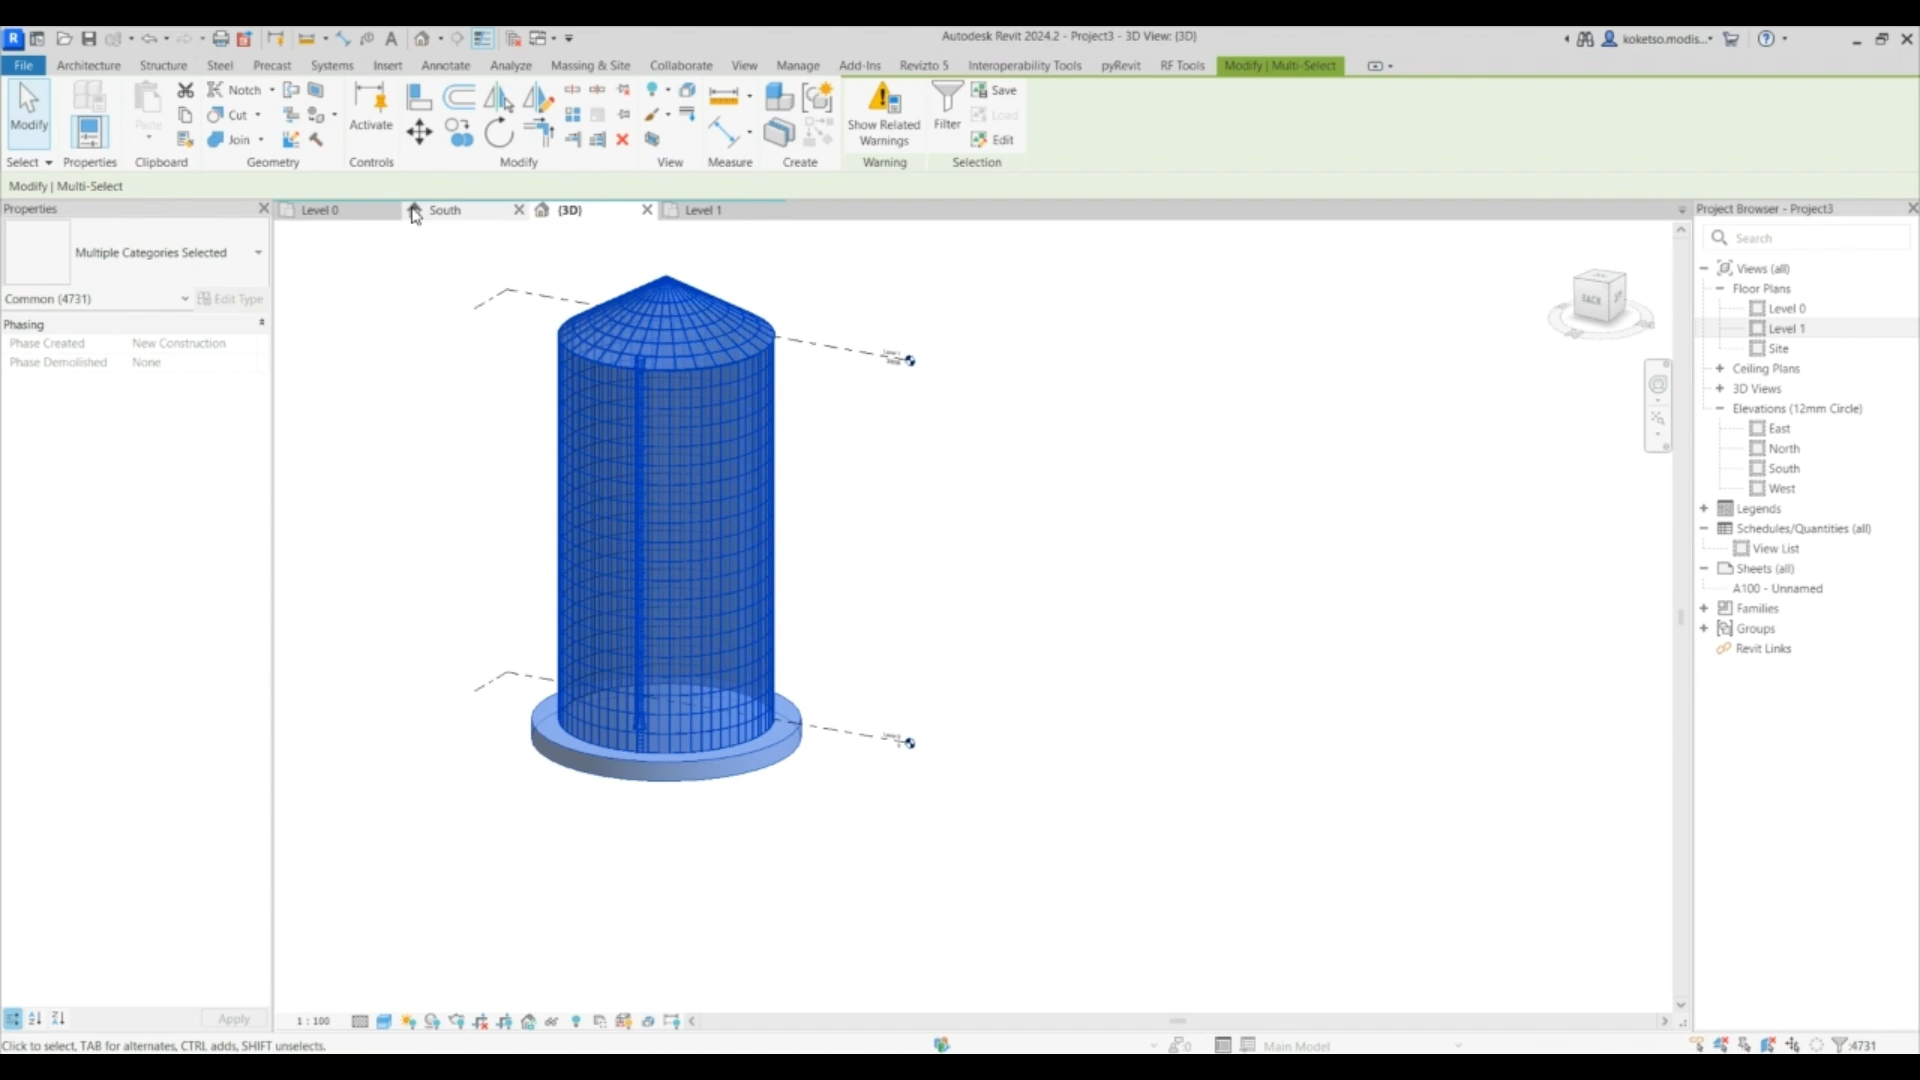 Autodesk Revit 2024.2 - Project3 - 3D View: {3D}
koketso.modis...
File Architecture Structure Steel Precast Systems Insert Annotate Analyze Massing & Site Collaborate View Manage Add-Ins Revizto 5 Interoperability Tools pyRevit RF Tools Modify | Multi-Select
Modify
Paste
Notch
Cut
Join
Activate
Show Related
Warnings
Filter
Save
Load
Edit
Select Properties Clipboard Geometry Controls Modify View Measure Create Warning Selection
Modify | Multi-Select
Properties
Level 0 South {3D} Level 1
Project Browser - Project3
Multiple Categories Selected
Common (4731)
Edit Type
Phasing
Phase Created New Construction
Phase Demolished None
Apply
BACK
Search
Views (all)
Floor Plans
Level 0
Level 1
Site
Ceiling Plans
3D Views
Elevations (12mm Circle)
East
North
South
West
Legends
Schedules/Quantities (all)
View List
Sheets (all)
A100 - Unnamed
Families
Groups
Revit Links
1 : 100
Click to select, TAB for alternates, CTRL adds, SHIFT unselects.
:0
Main Model
:4731